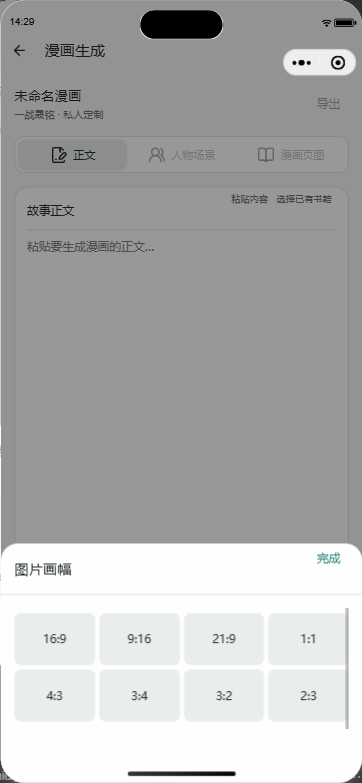 14:29
漫画生成
未命名漫画
一战晟铭 · 私人定制
导出
正文
人物场景
漫画页图
故事正文
粘贴内容 选择已有书籍
粘贴要生成漫画的正文...
图片画幅
完成
16:9 9:16 21:9 1:1
4:3 3:4 3:2 2:3